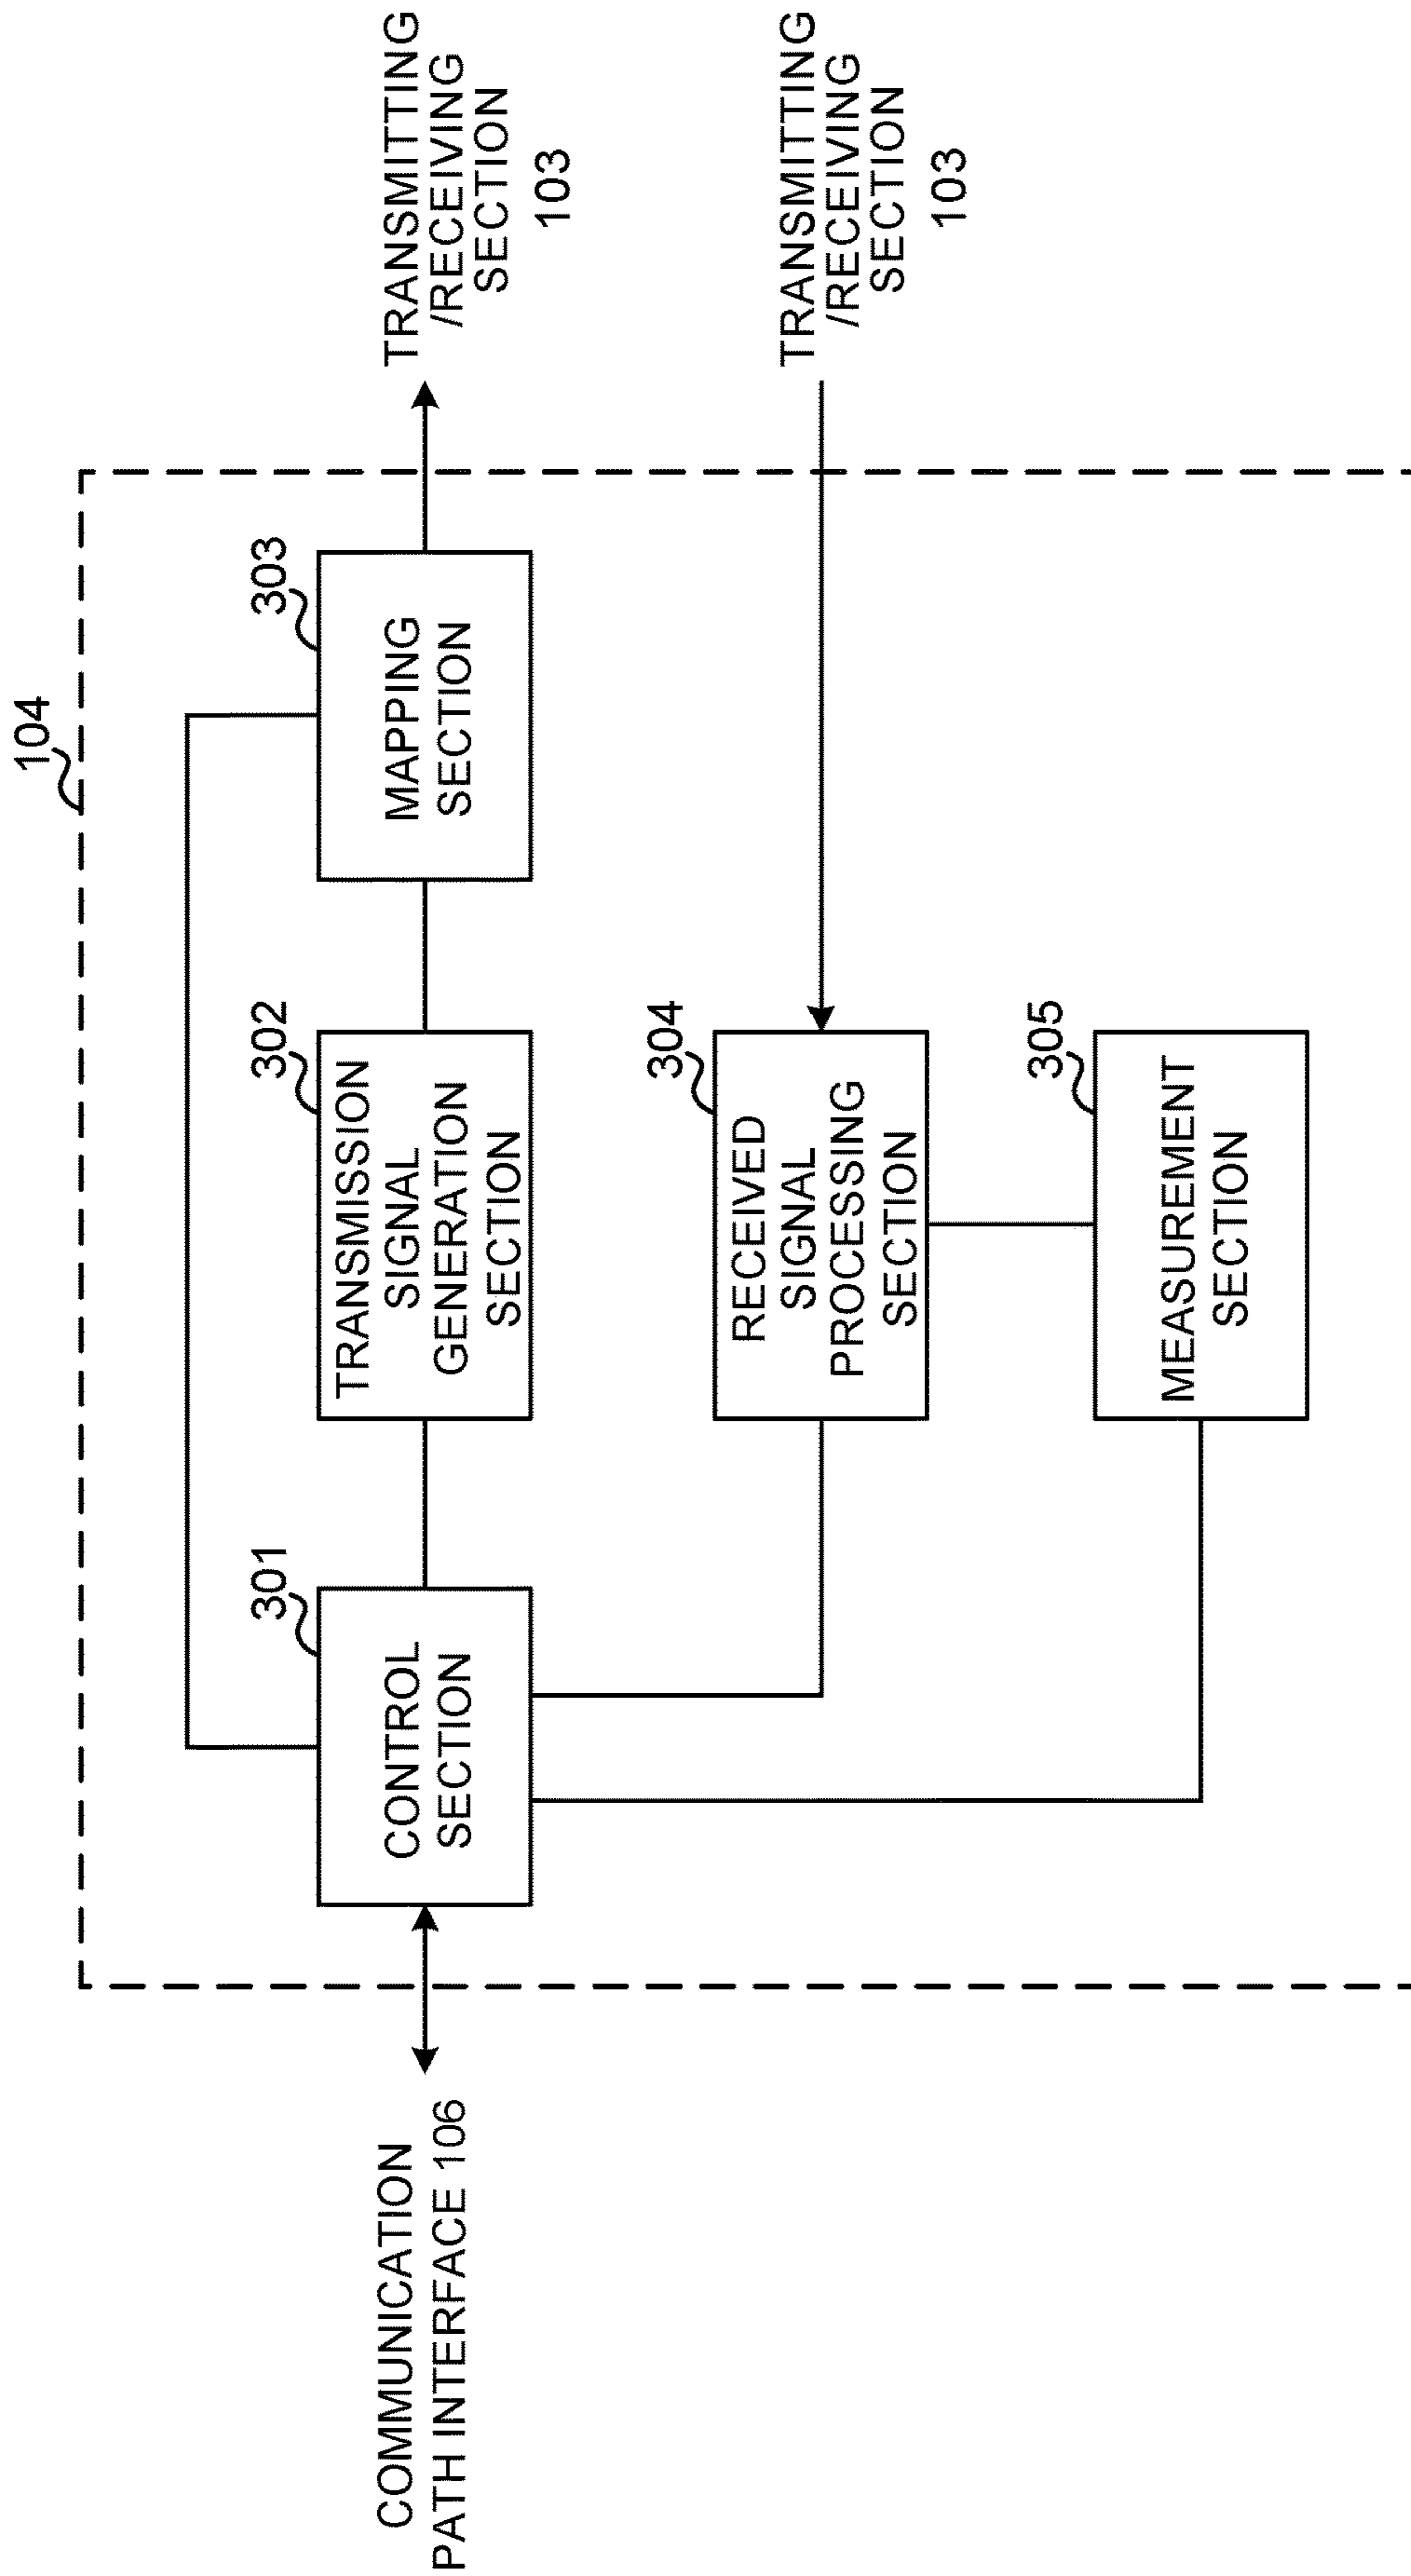 104
301
CONTROL
SECTION
302
TRANSMISSION
SIGNAL
GENERATION
SECTION
303
MAPPING
SECTION
TRANSMITTING
/RECEIVING
SECTION
103
COMMUNICATION
PATH INTERFACE 106
304
RECEIVED
SIGNAL
PROCESSING
SECTION
TRANSMITTING
/RECEIVING
SECTION
103
305
MEASUREMENT
SECTION